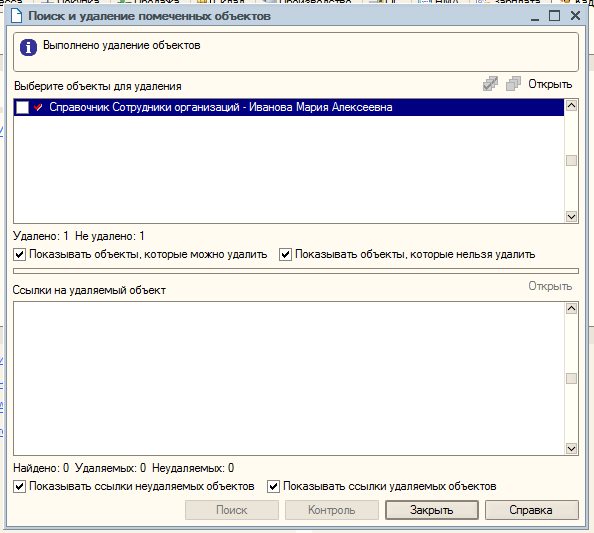 Поиск и удаление помеченных объектов
Выполнено удаление объектов
Выберите объекты для удаления
Открыть
Справочник Сотрудники организаций - Иванова Мария Алексеевна
Удалено: 1 Не удалено: 1
Показывать объекты, которые можно удалить
Показывать объекты, которые нельзя удалить
Ссылки на удаляемый объект
Открыть
Найдено: 0 Удаляемых: 0 Неудаляемых: 0
Показывать ссылки неудаляемых объектов
Показывать ссылки удаляемых объектов
Поиск
Контроль
Закрыть
Справка